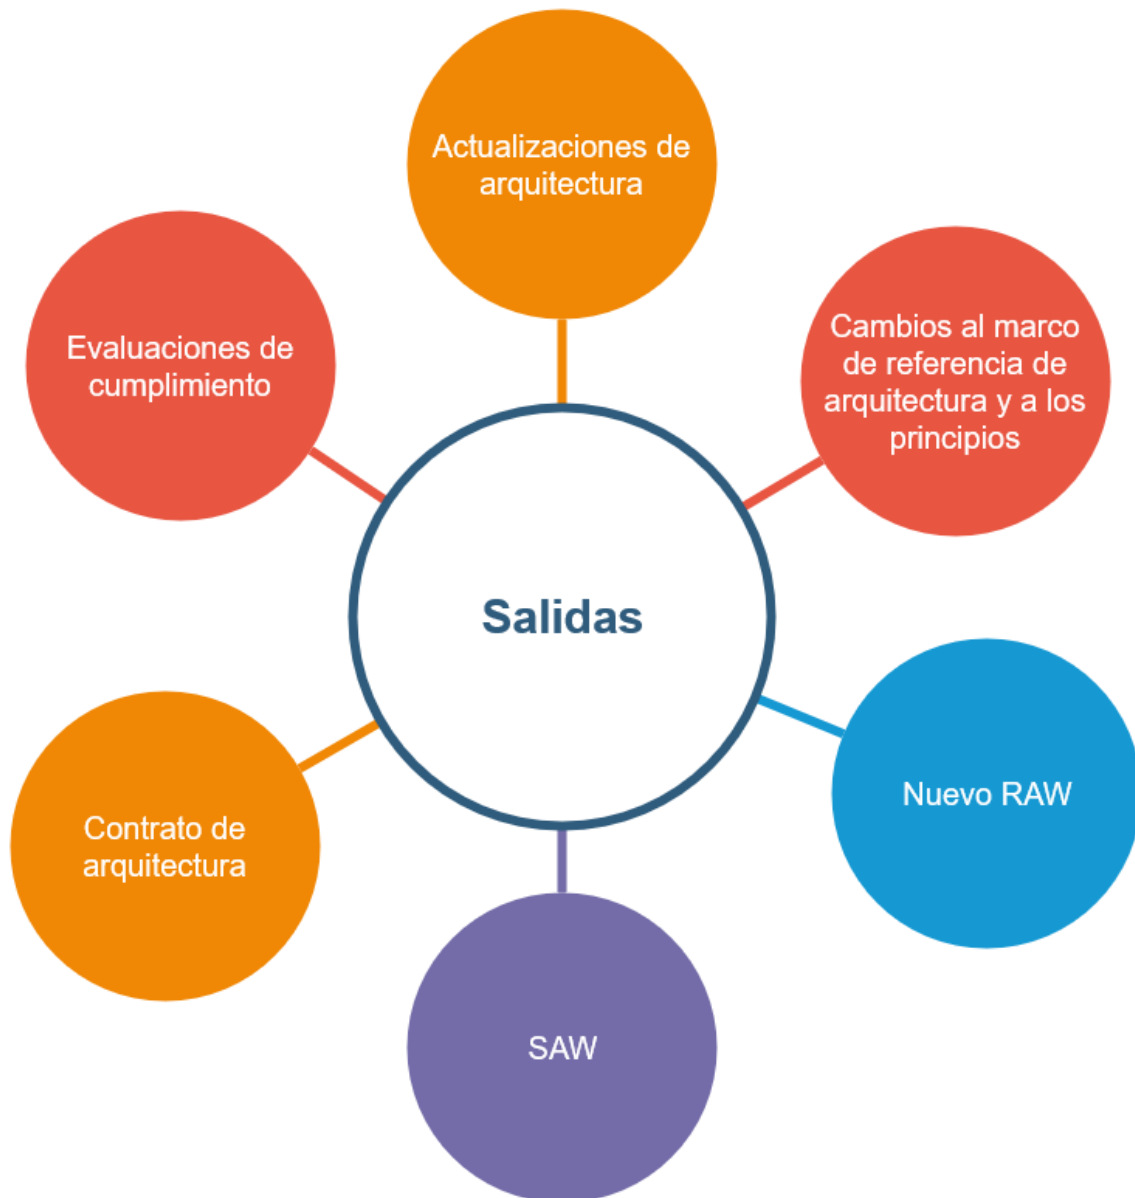 Actualizaciones de
arquitectura
Evaluaciones de
cumplimiento
Cambios al marco
de referencia de
arquitectura y a los
principios
Salidas
Nuevo RAW
Contrato de
arquitectura
SAW